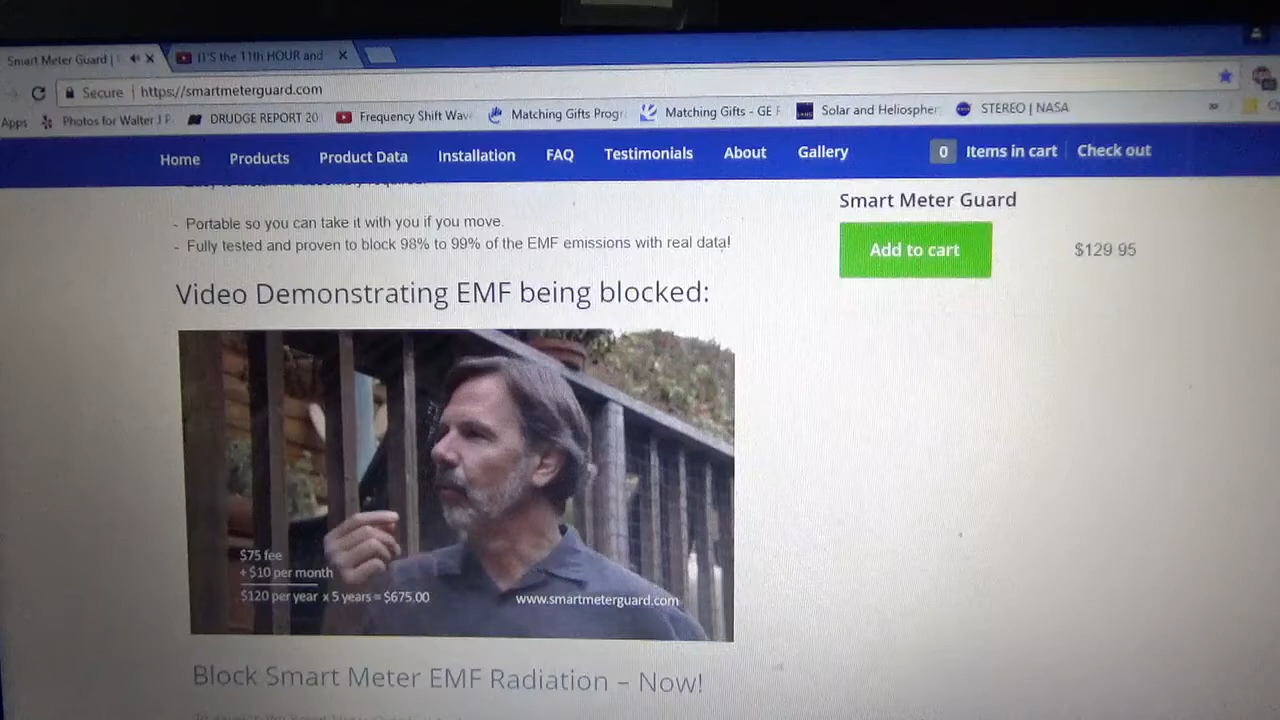 Smart Meter Guard |
IT'S the 11th HOUR and
Secure | https://smartmeterguard.com
Apps
Photos for Walter J P
DRUDGE REPORT 20
Frequency Shift Wav
Matching Gifts Progr
Matching Gifts - GE F
Solar and Heliospher
STEREO | NASA
»
Home Products Product Data Installation FAQ Testimonials About Gallery 0 Items in cart Check out
- Portable so you can take it with you if you move.
- Fully tested and proven to block 98% to 99% of the EMF emissions with real data!
Smart Meter Guard
Add to cart
$129.95
Video Demonstrating EMF being blocked:
$75 fee
+ $10 per month
$120 per year x 5 years = $675.00
www.smartmeterguard.com
Block Smart Meter EMF Radiation – Now!